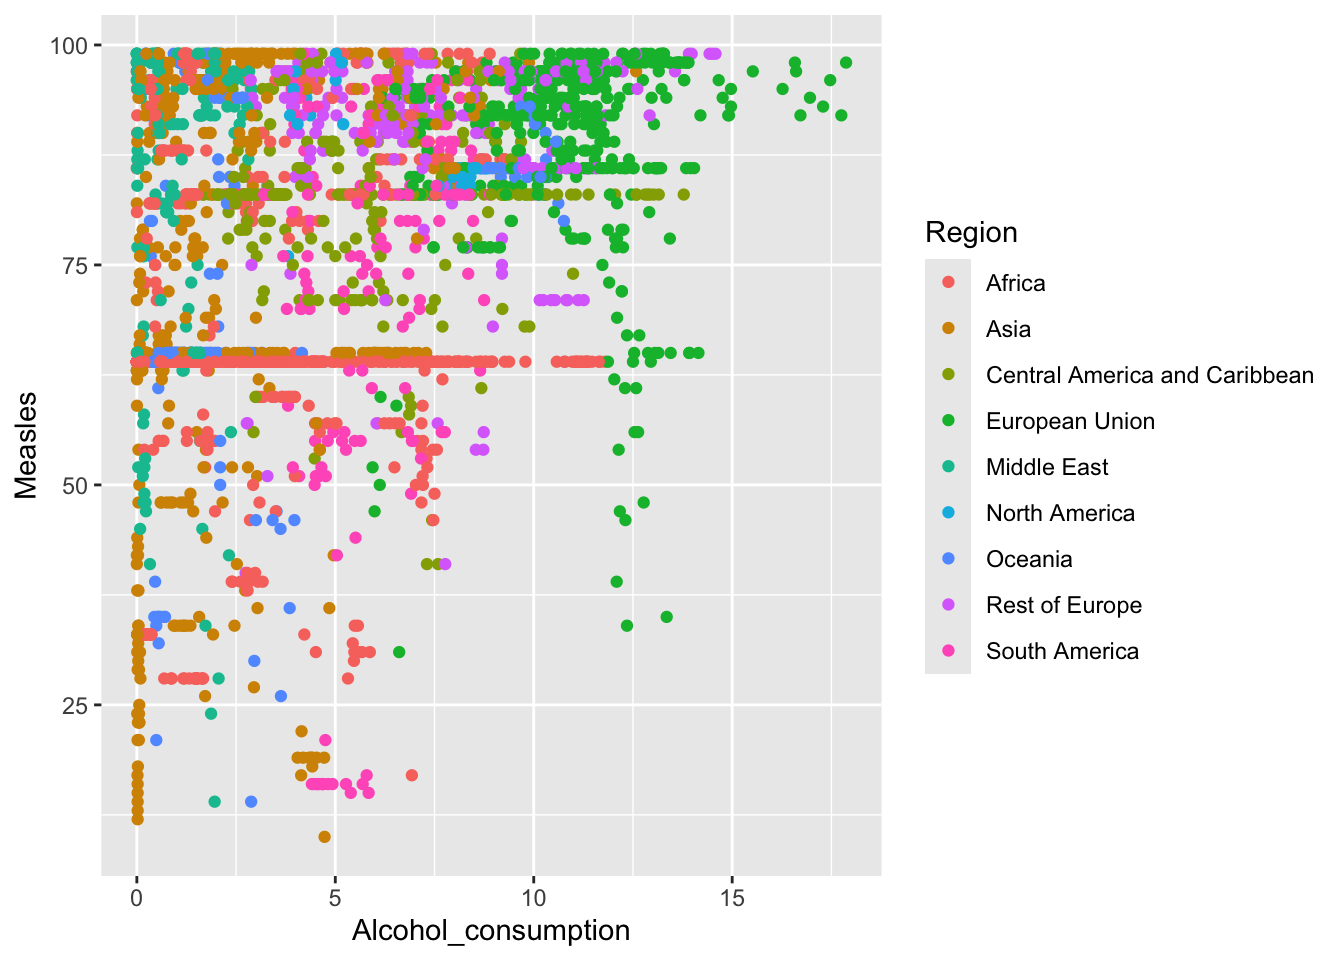 100
75
50
25
Measles
0 5 10 15
Alcohol_consumption
Region
Africa
Asia
Central America and Caribbean
European Union
Middle East
North America
Oceania
Rest of Europe
South America